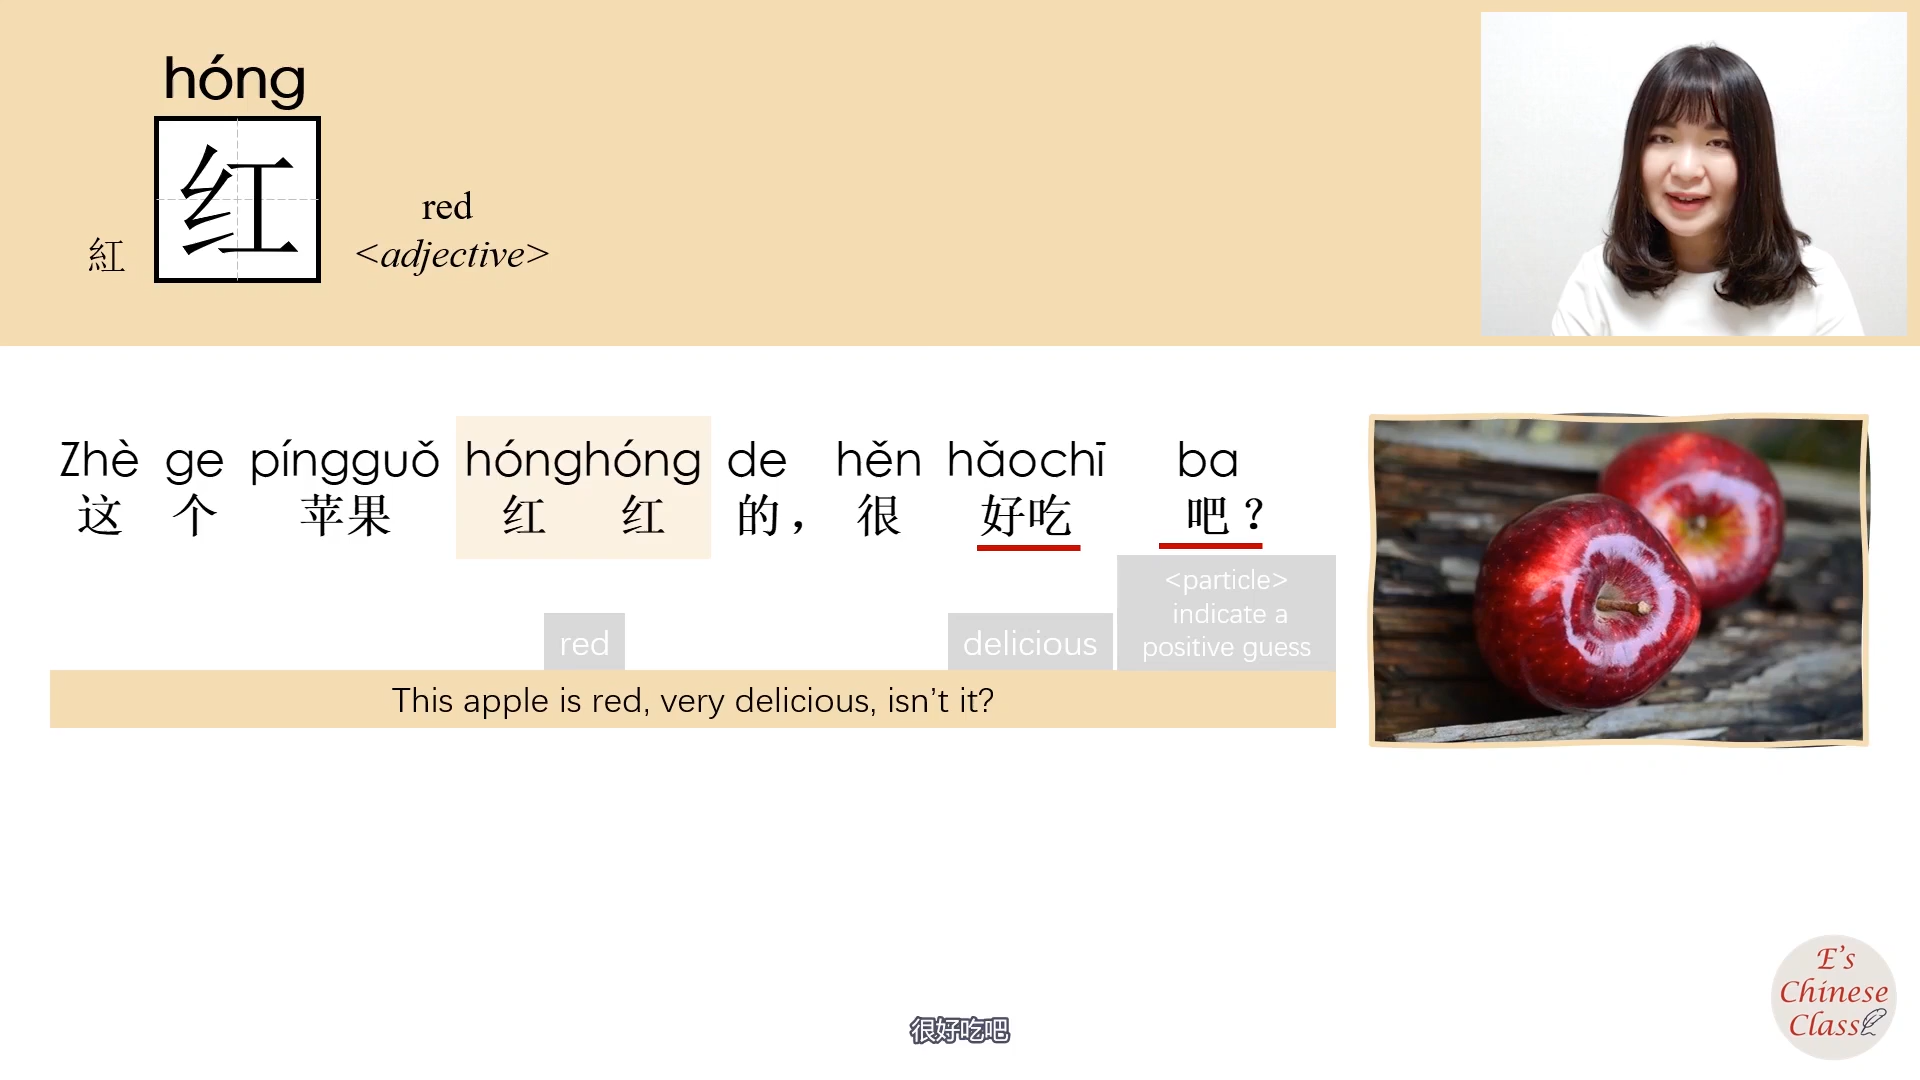 hóng
红
紅
red
<adjective>
Zhè ge píngguǒ hónghóng de hěn hǎochī ba
这 个 苹果 红 红 的， 很 好吃 吧？
red
delicious
<particle>
indicate a
positive guess
This apple is red, very delicious, isn’t it?
很好吃吧
E’s
Chinese
Class